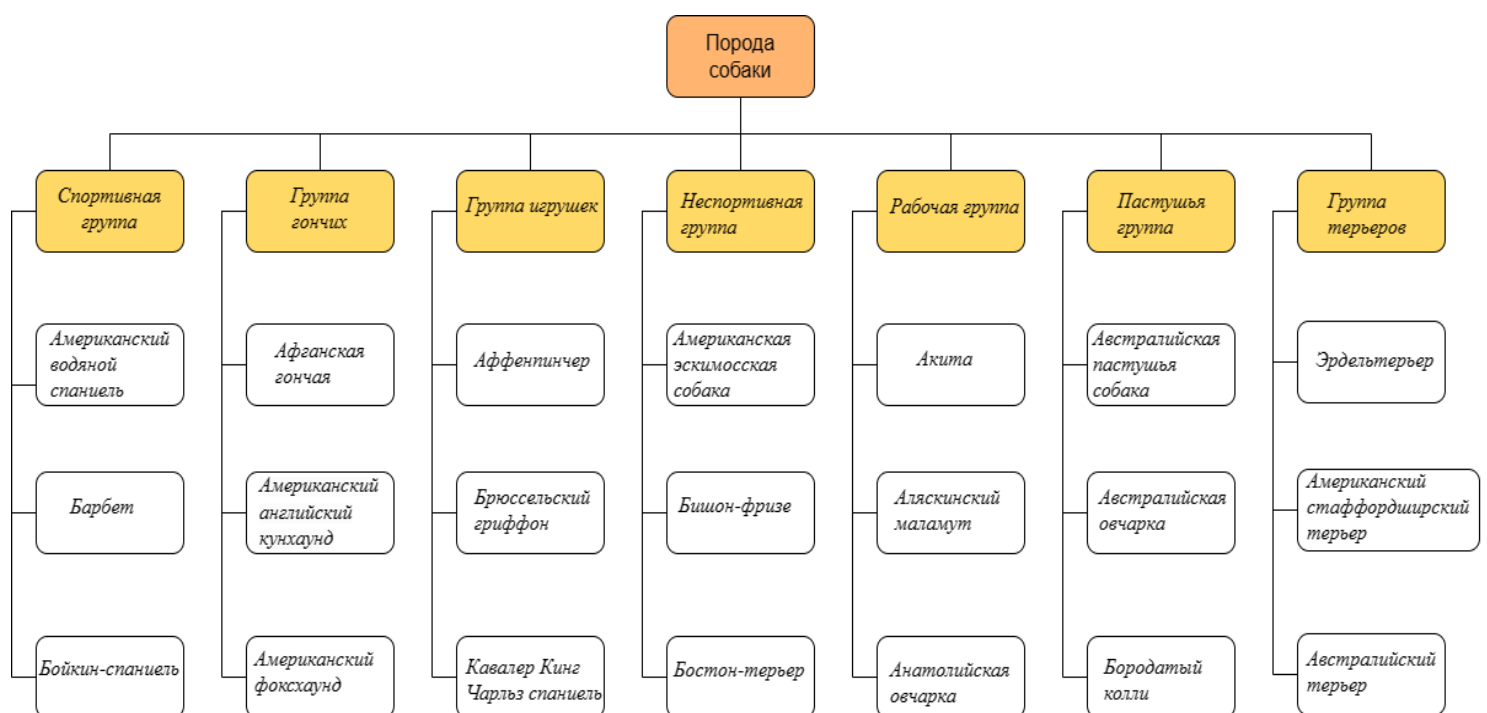 Порода
собаки
Спортивная
группа
Группа
гончих
Группа игрушек
Неспортивная
группа
Рабочая группа
Пастушья
группа
Группа
терьеров
Американский
водяной
спаниель
Афганская
гончая
Аффенпинчер
Американская
эскимосская
собака
Акита
Австралийская
пастушья
собака
Эрдельтерьер
Барбет
Американский
английский
кунхаунд
Брюссельский
гриффон
Бишон-фризе
Аляскинский
маламут
Австралийская
овчарка
Американский
стаффордширский
терьер
Бойкин-спаниель
Американский
фоксхаунд
Кавалер Кинг
Чарльз спаниель
Бостон-терьер
Анатолийская
овчарка
Бородатый
колли
Австралийский
терьер